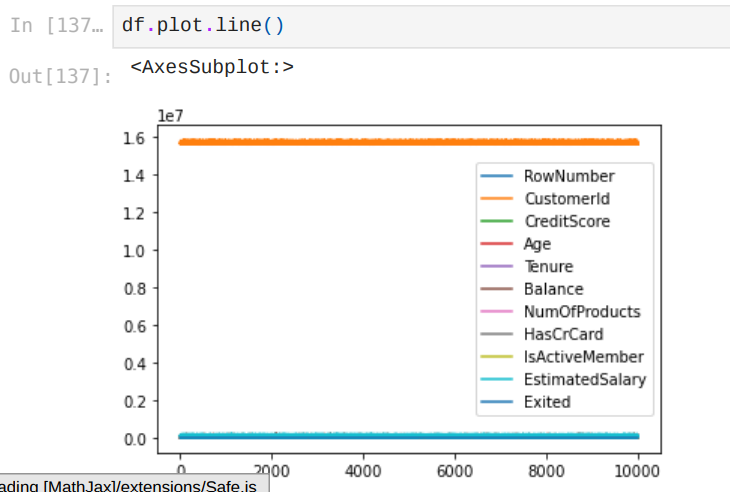 In [137…
df.plot.line()
Out[137]:
<AxesSubplot:>
1e7
1.6
1.4
1.2
1.0
0.8
0.6
0.4
0.2
0.0
RowNumber
CustomerId
CreditScore
Age
Tenure
Balance
NumOfProducts
HasCrCard
IsActiveMember
EstimatedSalary
Exited
0 2000 4000 6000 8000 10000
ading [MathJax]/extensions/Safe.js